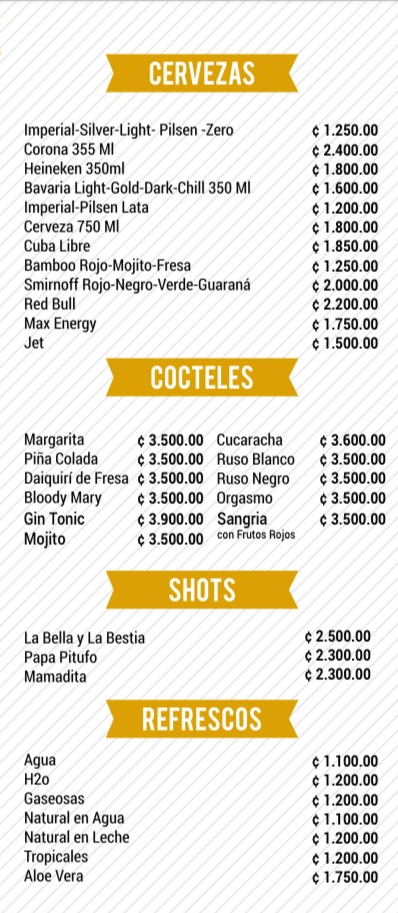 CERVEZAS
Imperial-Silver-Light- Pilsen -Zero ¢ 1.250.00
Corona 355 Ml ¢ 2.400.00
Heineken 350ml ¢ 1.800.00
Bavaria Light-Gold-Dark-Chill 350 Ml ¢ 1.600.00
Imperial-Pilsen Lata ¢ 1.200.00
Cerveza 750 Ml ¢ 1.800.00
Cuba Libre ¢ 1.850.00
Bamboo Rojo-Mojito-Fresa ¢ 1.250.00
Smirnoff Rojo-Negro-Verde-Guaraná ¢ 2.000.00
Red Bull ¢ 2.200.00
Max Energy ¢ 1.750.00
Jet ¢ 1.500.00
COCTELES
Margarita ¢ 3.500.00 Cucaracha ¢ 3.600.00
Piña Colada ¢ 3.500.00 Ruso Blanco ¢ 3.500.00
Daiquirí de Fresa ¢ 3.500.00 Ruso Negro ¢ 3.500.00
Bloody Mary ¢ 3.500.00 Orgasmo ¢ 3.500.00
Gin Tonic ¢ 3.900.00 Sangria ¢ 3.500.00
Mojito ¢ 3.500.00 con Frutos Rojos
SHOTS
La Bella y La Bestia ¢ 2.500.00
Papa Pitufo ¢ 2.300.00
Mamadita ¢ 2.300.00
REFRESCOS
Agua ¢ 1.100.00
H2o ¢ 1.200.00
Gaseosas ¢ 1.200.00
Natural en Agua ¢ 1.100.00
Natural en Leche ¢ 1.200.00
Tropicales ¢ 1.200.00
Aloe Vera ¢ 1.750.00